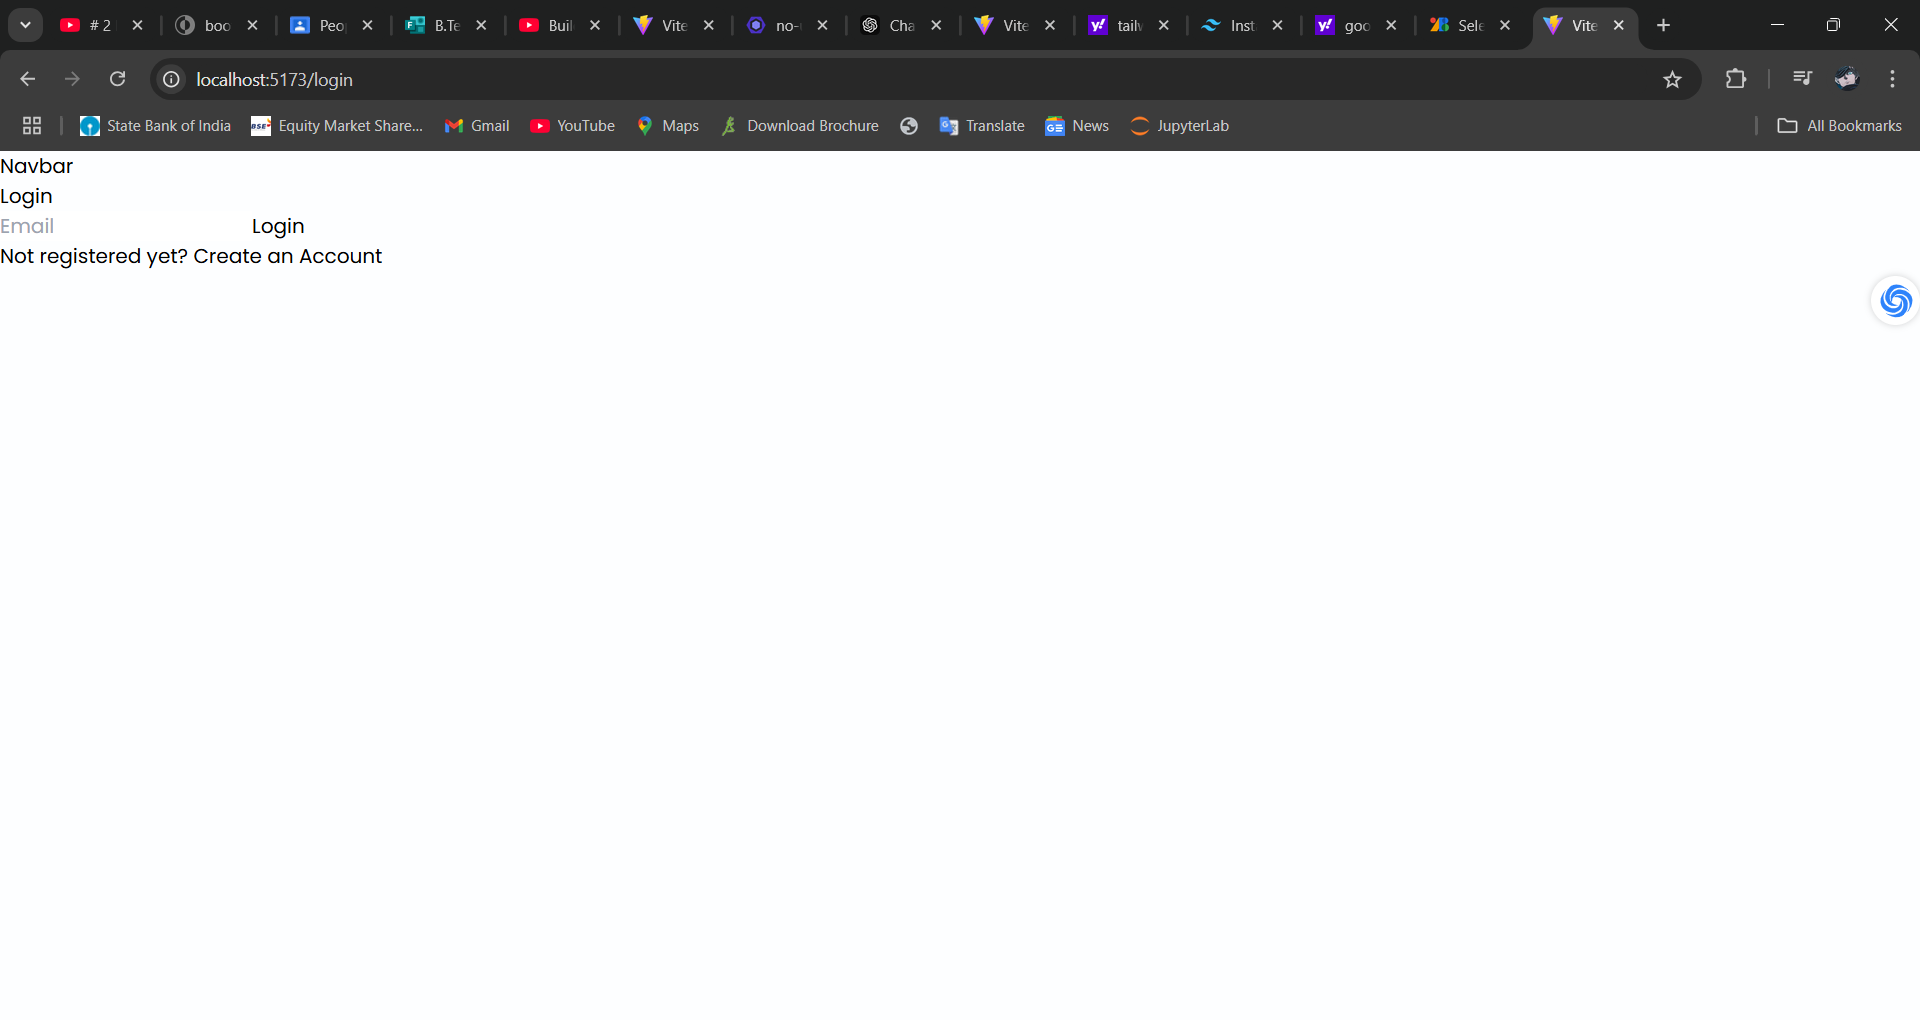 # 2
boo
Peo
B.Te
Buil
Vite
no-
Cha
Vite
tailw
Inst
goo
Sele
Vite
localhost:5173/login
State Bank of India
BSE
Equity Market Share...
Gmail
YouTube
Maps
Download Brochure
Translate
News
JupyterLab
All Bookmarks
Navbar
Login
Email Login
Not registered yet? Create an Account